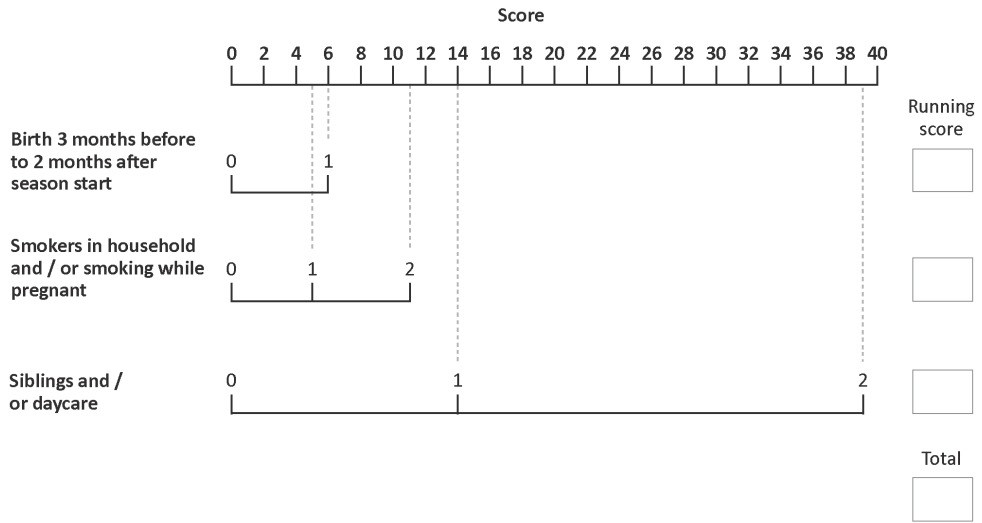 Score
0 2 4 6 8 10 12 14 16 18 20 22 24 26 28 30 32 34 36 38 40
Running
score
Birth 3 months before
to 2 months after
season start
0 1
Smokers in household
and / or smoking while
pregnant
0 1 2
Siblings and /
or daycare
0 1 2
Total